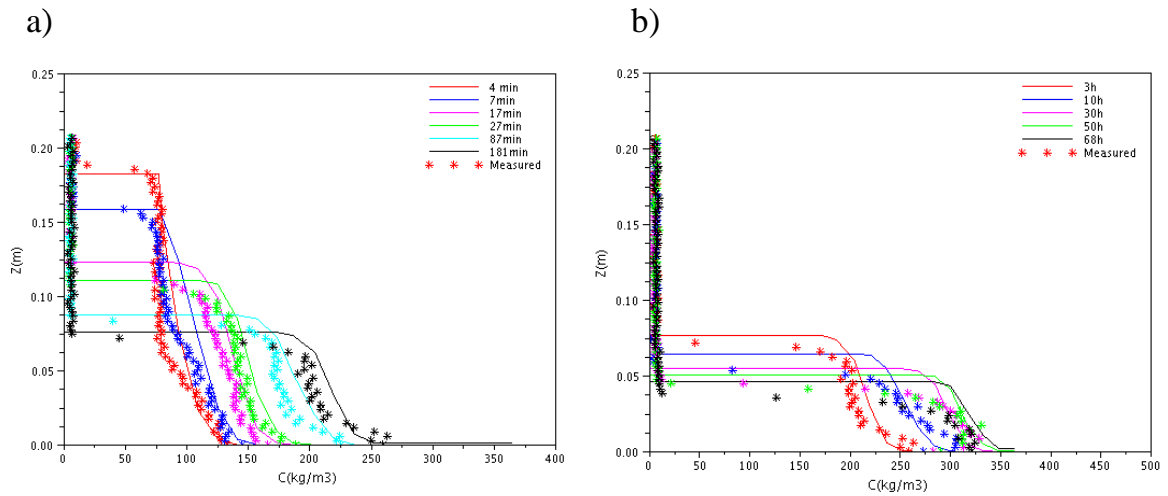 a)
b)
0.25
0.20
0.15
0.10
0.05
0.00
Z(m)
0 50 100 150 200 250 300 350 400
C(kg/m3)
4 min
7min
17min
27min
87min
181min
Measured
0.25
0.20
0.15
0.10
0.05
0.00
Z(m)
0 50 100 150 200 250 300 350 400 450 500
C(kg/m3)
3h
10h
30h
50h
68h
Measured